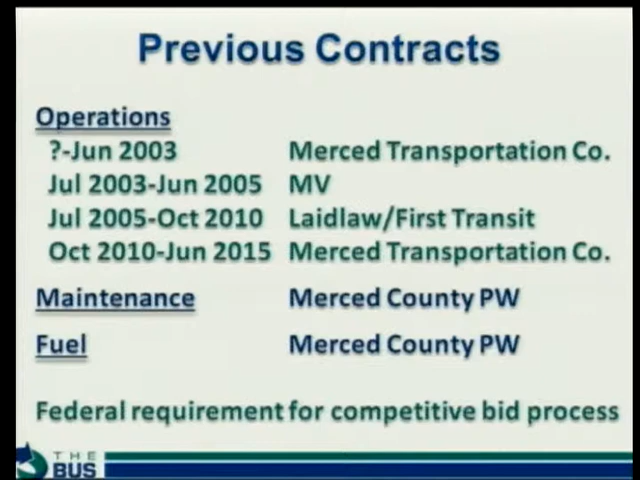 Previous Contracts
Operations
?-Jun 2003 Merced Transportation Co.
Jul 2003-Jun 2005 MV
Jul 2005-Oct 2010 Laidlaw/First Transit
Oct 2010-Jun 2015 Merced Transportation Co.
Maintenance Merced County PW
Fuel Merced County PW
Federal requirement for competitive bid process
THE
BUS